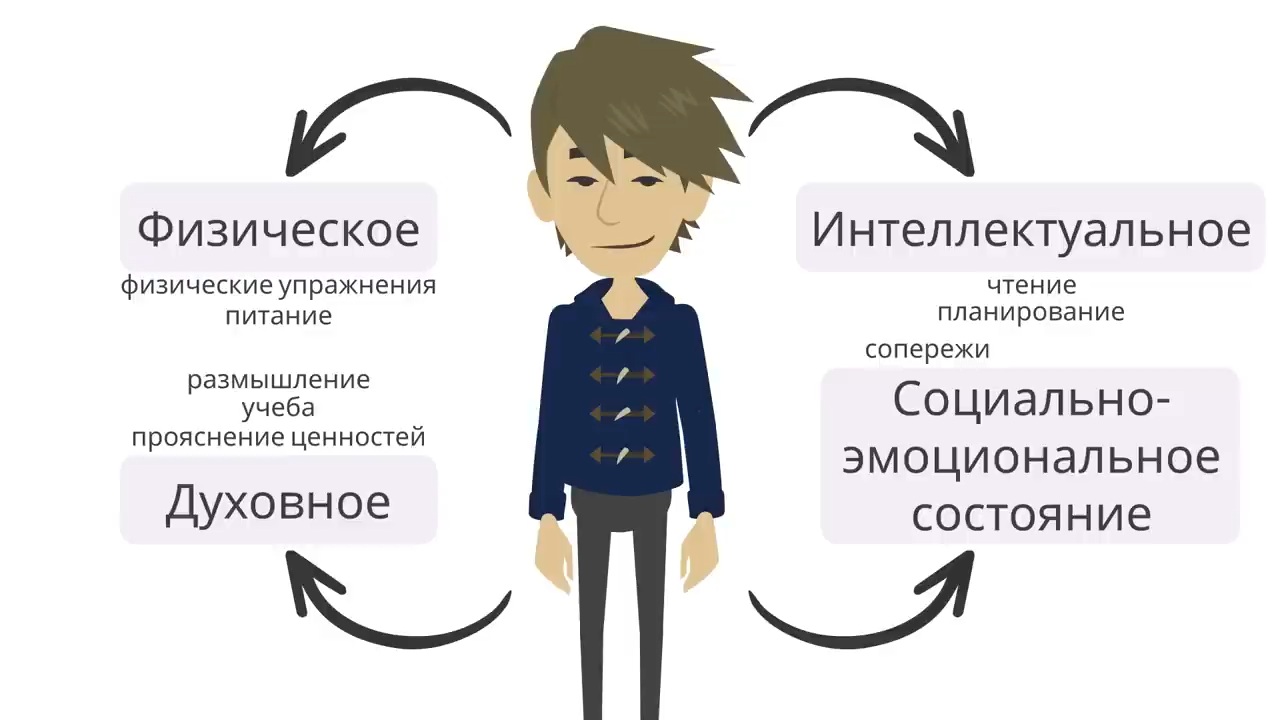 Физическое
физические упражнения
питание
Интеллектуальное
чтение
планирование
размышление
учеба
прояснение ценностей
Духовное
сопережи
Социально-
эмоциональное
состояние